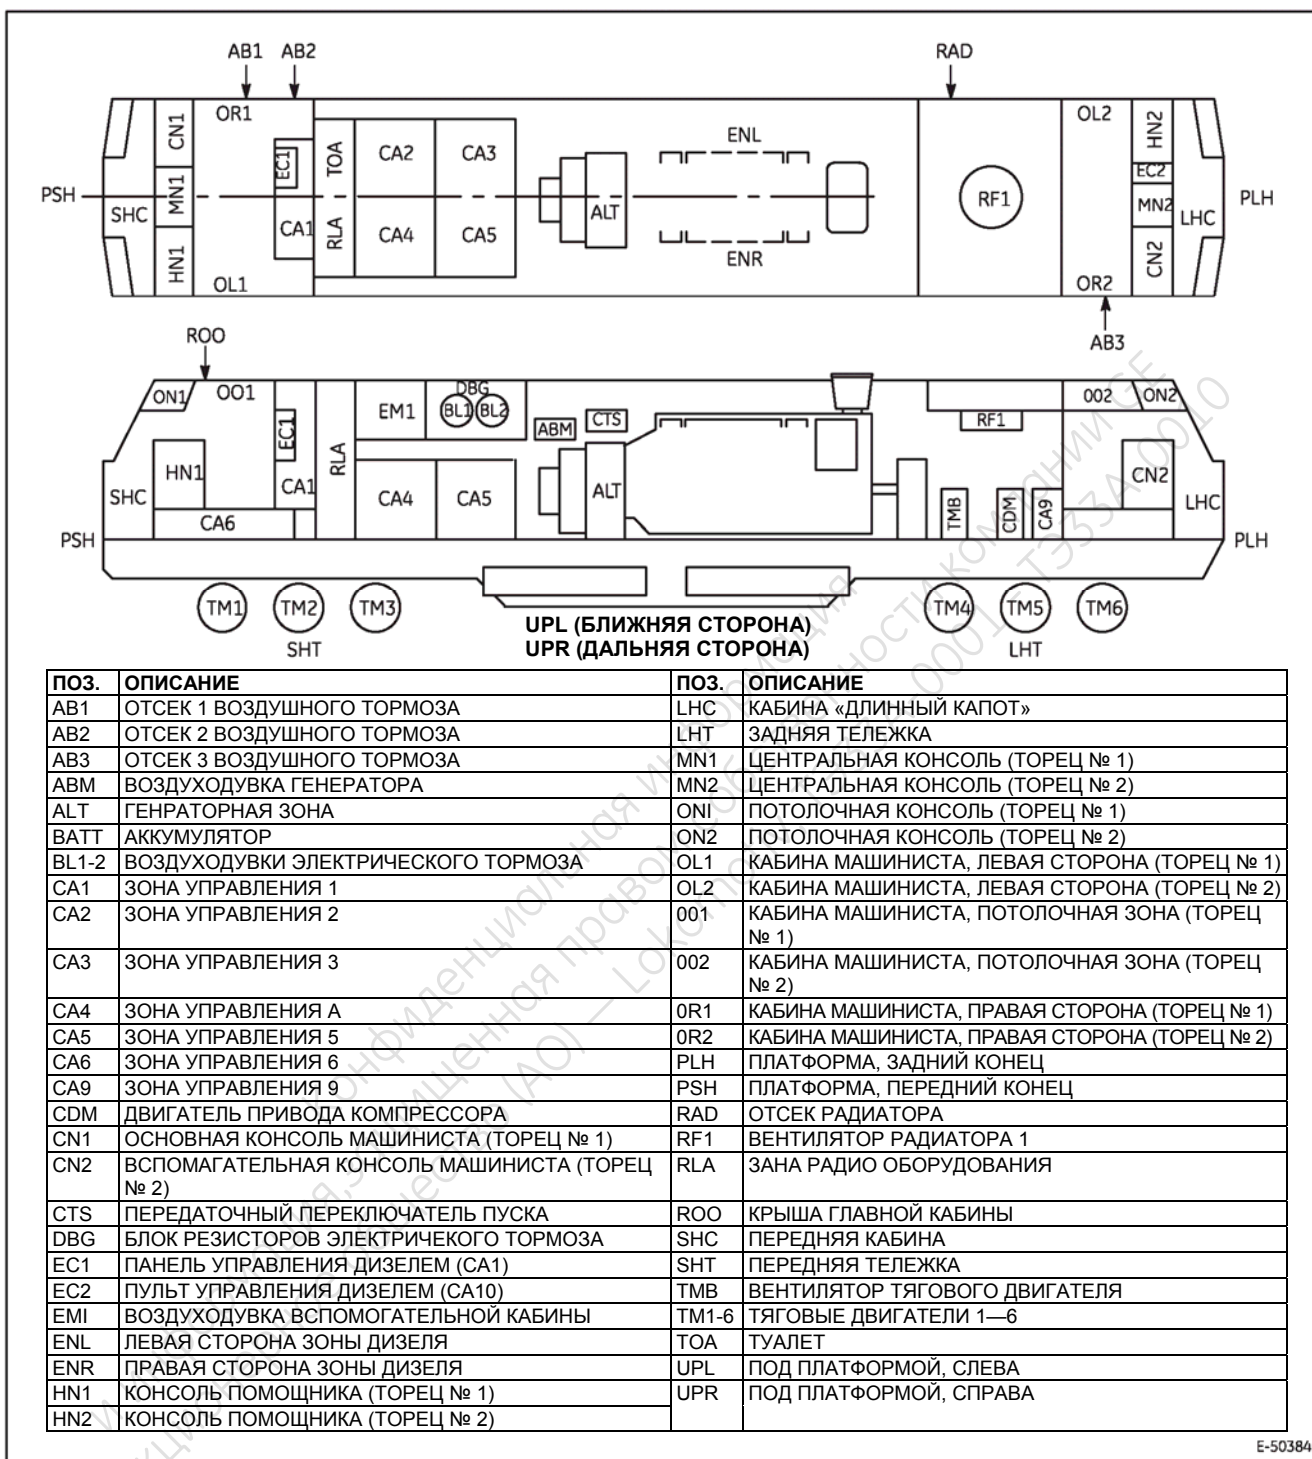 AB1 AB2 RAD
OR1 OL2
CN1 HN2
ENL
EC1 TOA CA2 CA3 EC2
PSH MN1 RF1 MN2 PLH
SHC CA1 RLA CA4 CA5 ALT LHC
HN1 ENR CN2
OL1 OR2
ROO AB3
ON1 OO1 DBG 002 ON2
EM1 BL1 BL2 CTS RF1
EC1 ABM
HN1 RLA CN2
SHC CA1 CA4 CA5 ALT LHC
CA6 TMB CDM CA9
PSH PLH
TM1 TM2 TM3 TM4 TM5 TM6
UPL (БЛИЖНЯЯ СТОРОНА)
SHT UPR (ДАЛЬНЯЯ СТОРОНА) LHT
ПОЗ. ОПИСАНИЕ ПОЗ. ОПИСАНИЕ
AB1 ОТСЕК 1 ВОЗДУШНОГО ТОРМОЗА LHC КАБИНА «ДЛИННЫЙ КАПОТ»
AB2 ОТСЕК 2 ВОЗДУШНОГО ТОРМОЗА LHT ЗАДНЯЯ ТЕЛЕЖКА
AB3 ОТСЕК 3 ВОЗДУШНОГО ТОРМОЗА MN1 ЦЕНТРАЛЬНАЯ КОНСОЛЬ (ТОРЕЦ № 1)
ABM ВОЗДУХОДУВКА ГЕНЕРАТОРА MN2 ЦЕНТРАЛЬНАЯ КОНСОЛЬ (ТОРЕЦ № 2)
ALT ГЕНРАТОРНАЯ ЗОНА ONI ПОТОЛОЧНАЯ КОНСОЛЬ (ТОРЕЦ № 1)
BATT АККУМУЛЯТОР ON2 ПОТОЛОЧНАЯ КОНСОЛЬ (ТОРЕЦ № 2)
BL1-2 ВОЗДУХОДУВКИ ЭЛЕКТРИЧЕСКОГО ТОРМОЗА OL1 КАБИНА МАШИНИСТА, ЛЕВАЯ СТОРОНА (ТОРЕЦ № 1)
CA1 ЗОНА УПРАВЛЕНИЯ 1 OL2 КАБИНА МАШИНИСТА, ЛЕВАЯ СТОРОНА (ТОРЕЦ № 2)
CA2 ЗОНА УПРАВЛЕНИЯ 2 001 КАБИНА МАШИНИСТА, ПОТОЛОЧНАЯ ЗОНА (ТОРЕЦ
№ 1)
CA3 ЗОНА УПРАВЛЕНИЯ 3 002 КАБИНА МАШИНИСТА, ПОТОЛОЧНАЯ ЗОНА (ТОРЕЦ
№ 2)
CA4 ЗОНА УПРАВЛЕНИЯ А 0R1 КАБИНА МАШИНИСТА, ПРАВАЯ СТОРОНА (ТОРЕЦ № 1)
CA5 ЗОНА УПРАВЛЕНИЯ 5 0R2 КАБИНА МАШИНИСТА, ПРАВАЯ СТОРОНА (ТОРЕЦ № 2)
CA6 ЗОНА УПРАВЛЕНИЯ 6 PLH ПЛАТФОРМА, ЗАДНИЙ КОНЕЦ
CA9 ЗОНА УПРАВЛЕНИЯ 9 PSH ПЛАТФОРМА, ПЕРЕДНИЙ КОНЕЦ
CDM ДВИГАТЕЛЬ ПРИВОДА КОМПРЕССОРА RAD ОТСЕК РАДИАТОРА
CN1 ОСНОВНАЯ КОНСОЛЬ МАШИНИСТА (ТОРЕЦ № 1) RF1 ВЕНТИЛЯТОР РАДИАТОРА 1
CN2 ВСПОМАГАТЕЛЬНАЯ КОНСОЛЬ МАШИНИСТА (ТОРЕЦ RLA ЗАНА РАДИО ОБОРУДОВАНИЯ
№ 2)
CTS ПЕРЕДАТОЧНЫЙ ПЕРЕКЛЮЧАТЕЛЬ ПУСКА ROO КРЫША ГЛАВНОЙ КАБИНЫ
DBG БЛОК РЕЗИСТОРОВ ЭЛЕКТРИЧЕКОГО ТОРМОЗА SHC ПЕРЕДНЯЯ КАБИНА
EC1 ПАНЕЛЬ УПРАВЛЕНИЯ ДИЗЕЛЕМ (CA1) SHT ПЕРЕДНЯЯ ТЕЛЕЖКА
EC2 ПУЛЬТ УПРАВЛЕНИЯ ДИЗЕЛЕМ (CA10) TMB ВЕНТИЛЯТОР ТЯГОВОГО ДВИГАТЕЛЯ
EMI ВОЗДУХОДУВКА ВСПОМОГАТЕЛЬНОЙ КАБИНЫ TM1-6 ТЯГОВЫЕ ДВИГАТЕЛИ 1—6
ENL ЛЕВАЯ СТОРОНА ЗОНЫ ДИЗЕЛЯ TOA ТУАЛЕТ
ENR ПРАВАЯ СТОРОНА ЗОНЫ ДИЗЕЛЯ UPL ПОД ПЛАТФОРМОЙ, СЛЕВА
HN1 КОНСОЛЬ ПОМОЩНИКА (ТОРЕЦ № 1) UPR ПОД ПЛАТФОРМОЙ, СПРАВА
HN2 КОНСОЛЬ ПОМОЩНИКА (ТОРЕЦ № 2)
E-50384